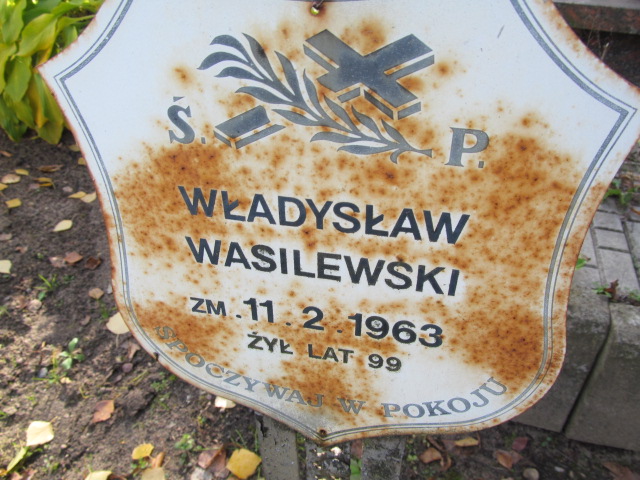 Ś. P.
WŁADYSŁAW
WASILEWSKI
ZM. 11. 2. 1963
ŻYŁ LAT 99
SPOCZYWAJ W POKOJU